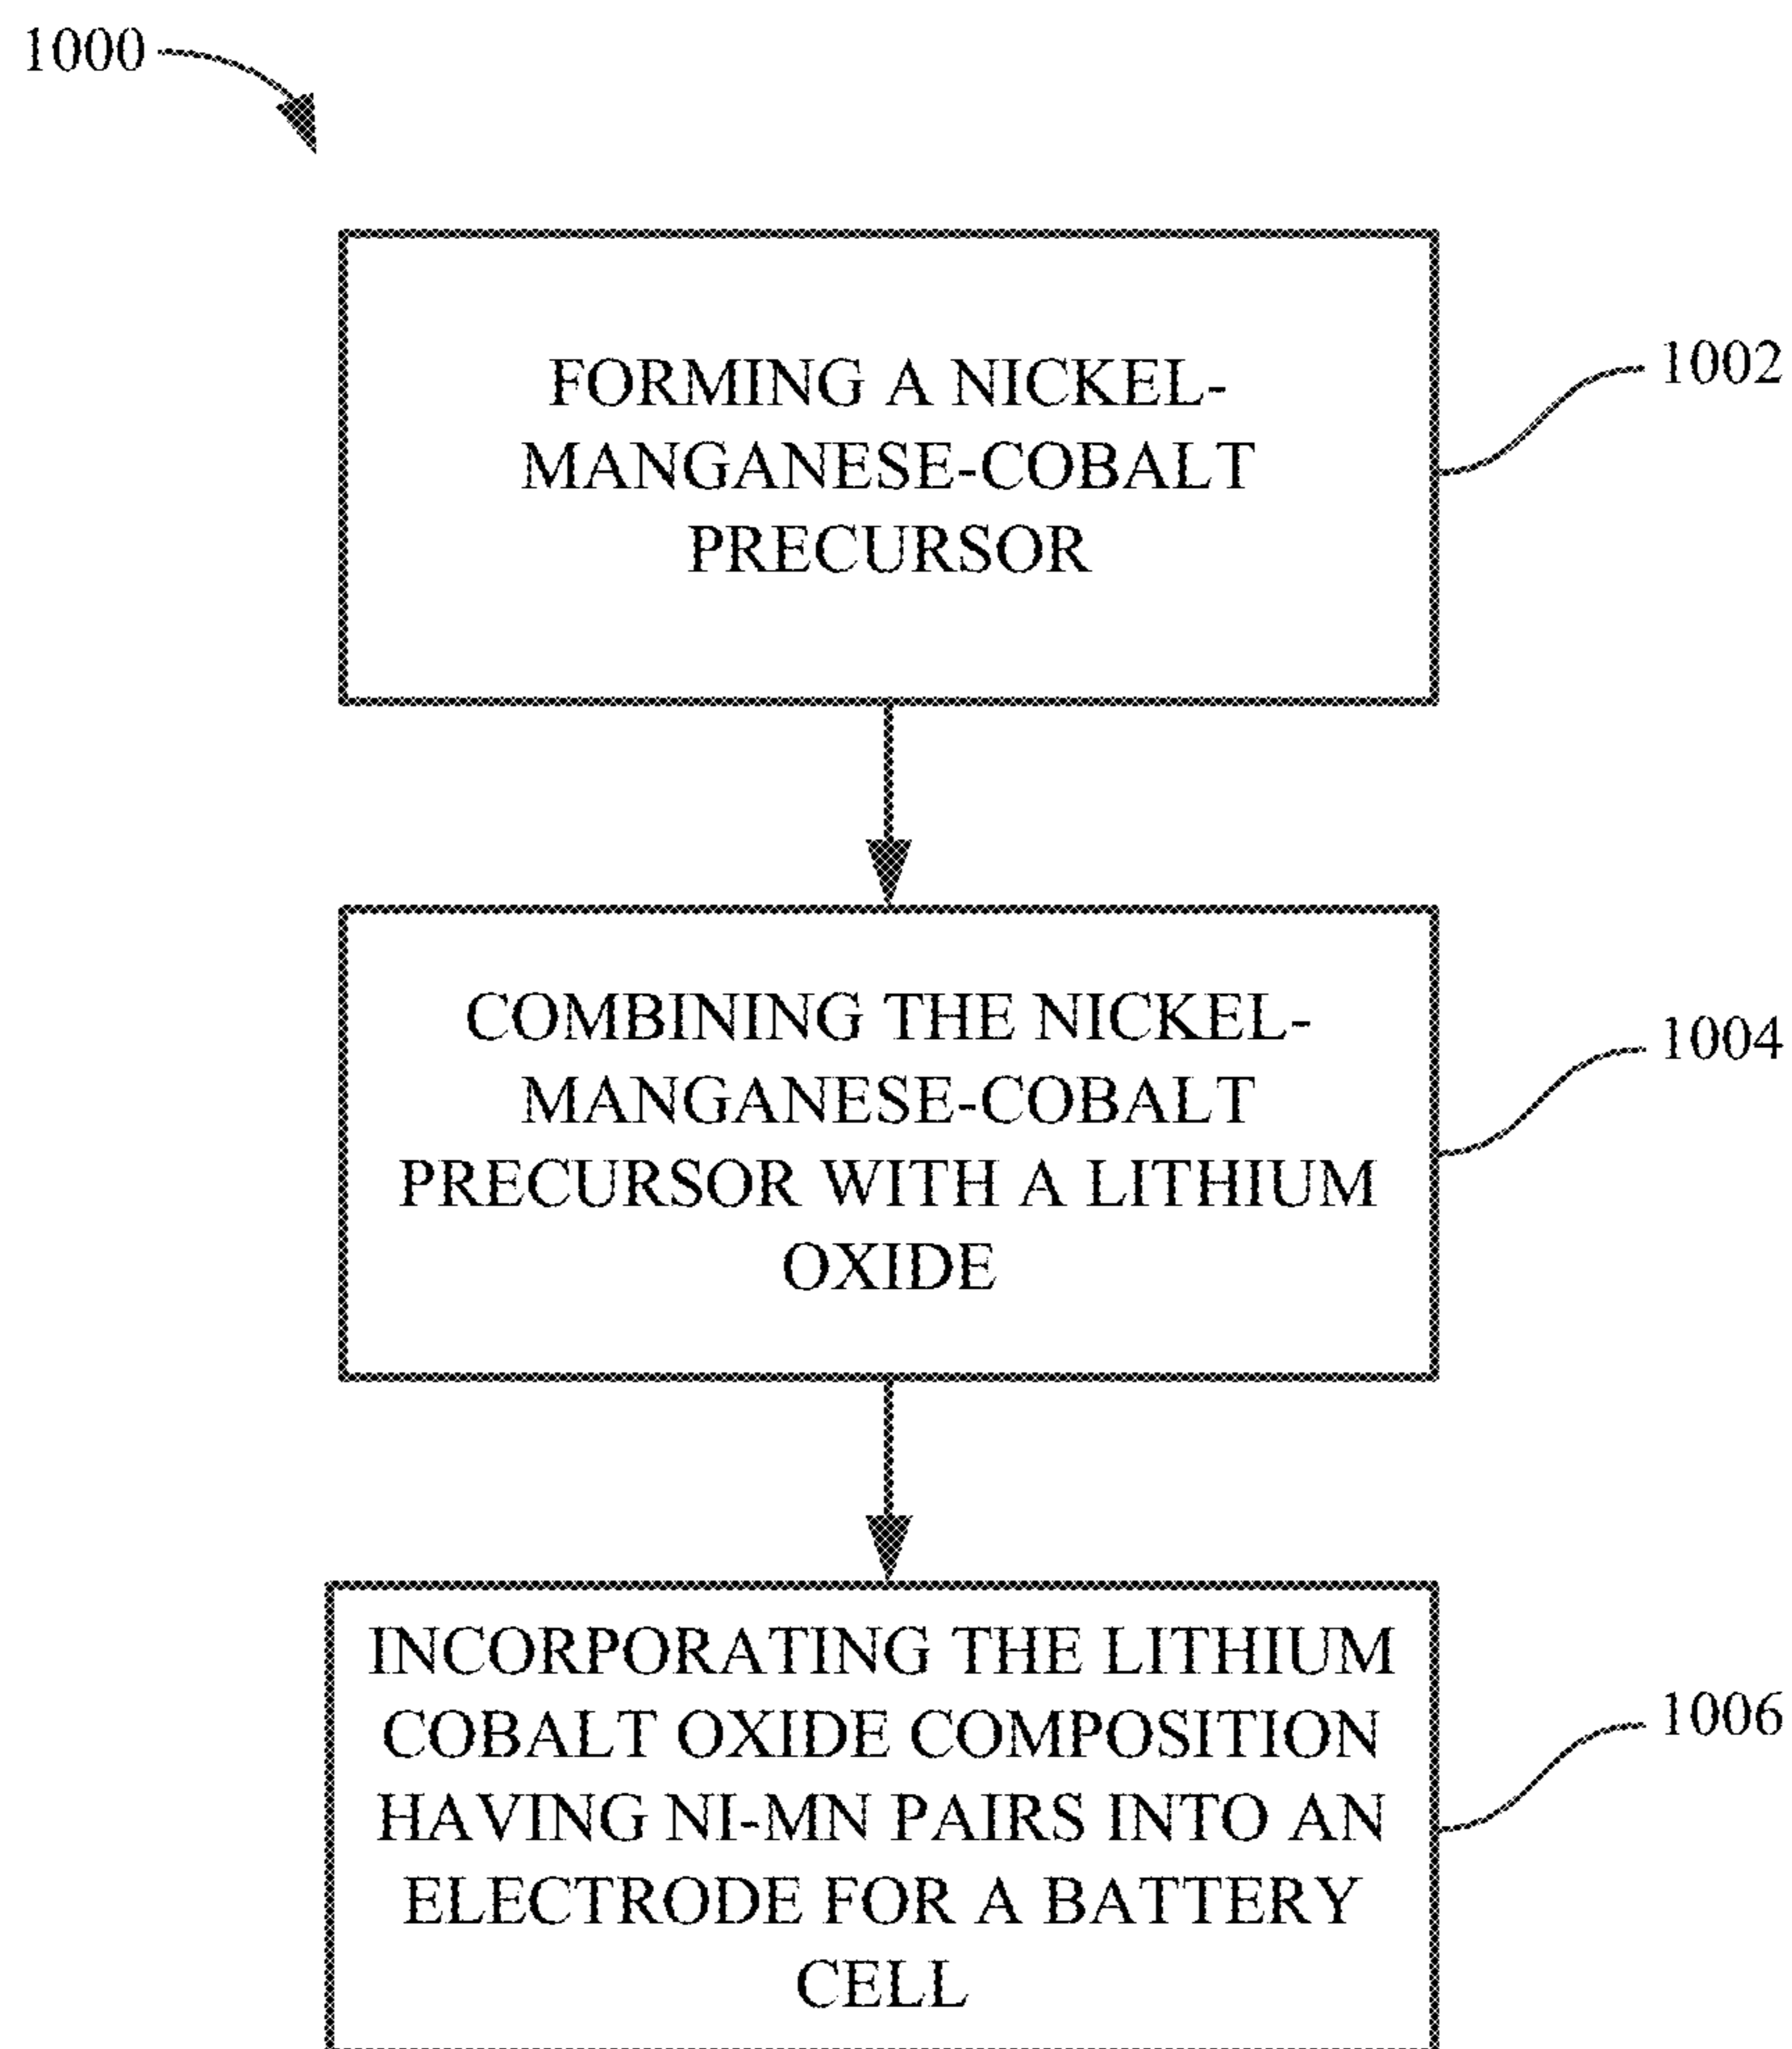 1000
FORMING A NICKEL-
MANGANESE-COBALT
PRECURSOR
1002
COMBINING THE NICKEL-
MANGANESE-COBALT
PRECURSOR WITH A LITHIUM
OXIDE
1004
INCORPORATING THE LITHIUM
COBALT OXIDE COMPOSITION
HAVING NI-MN PAIRS INTO AN
ELECTRODE FOR A BATTERY
CELL
1006